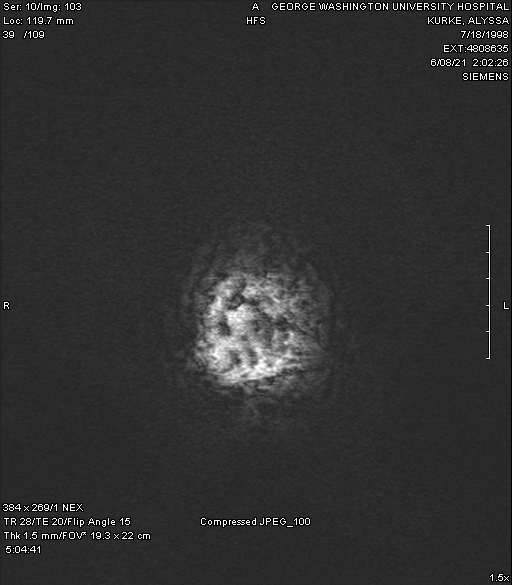 Ser: 10/Img: 103
Loc: 119.7 mm
39 /109
A
HFS
GEORGE WASHINGTON UNIVERSITY HOSPITAL
KURKE, ALYSSA
7/18/1998
EXT:4808635
6/08/21 2:02:26
SIEMENS
R
L
384 x 269/1 NEX
TR 28/TE 20/Flip Angle 15
Thk 1.5 mm/FOV* 19.3 x 22 cm
5:04:41
Compressed JPEG_100
1.5x